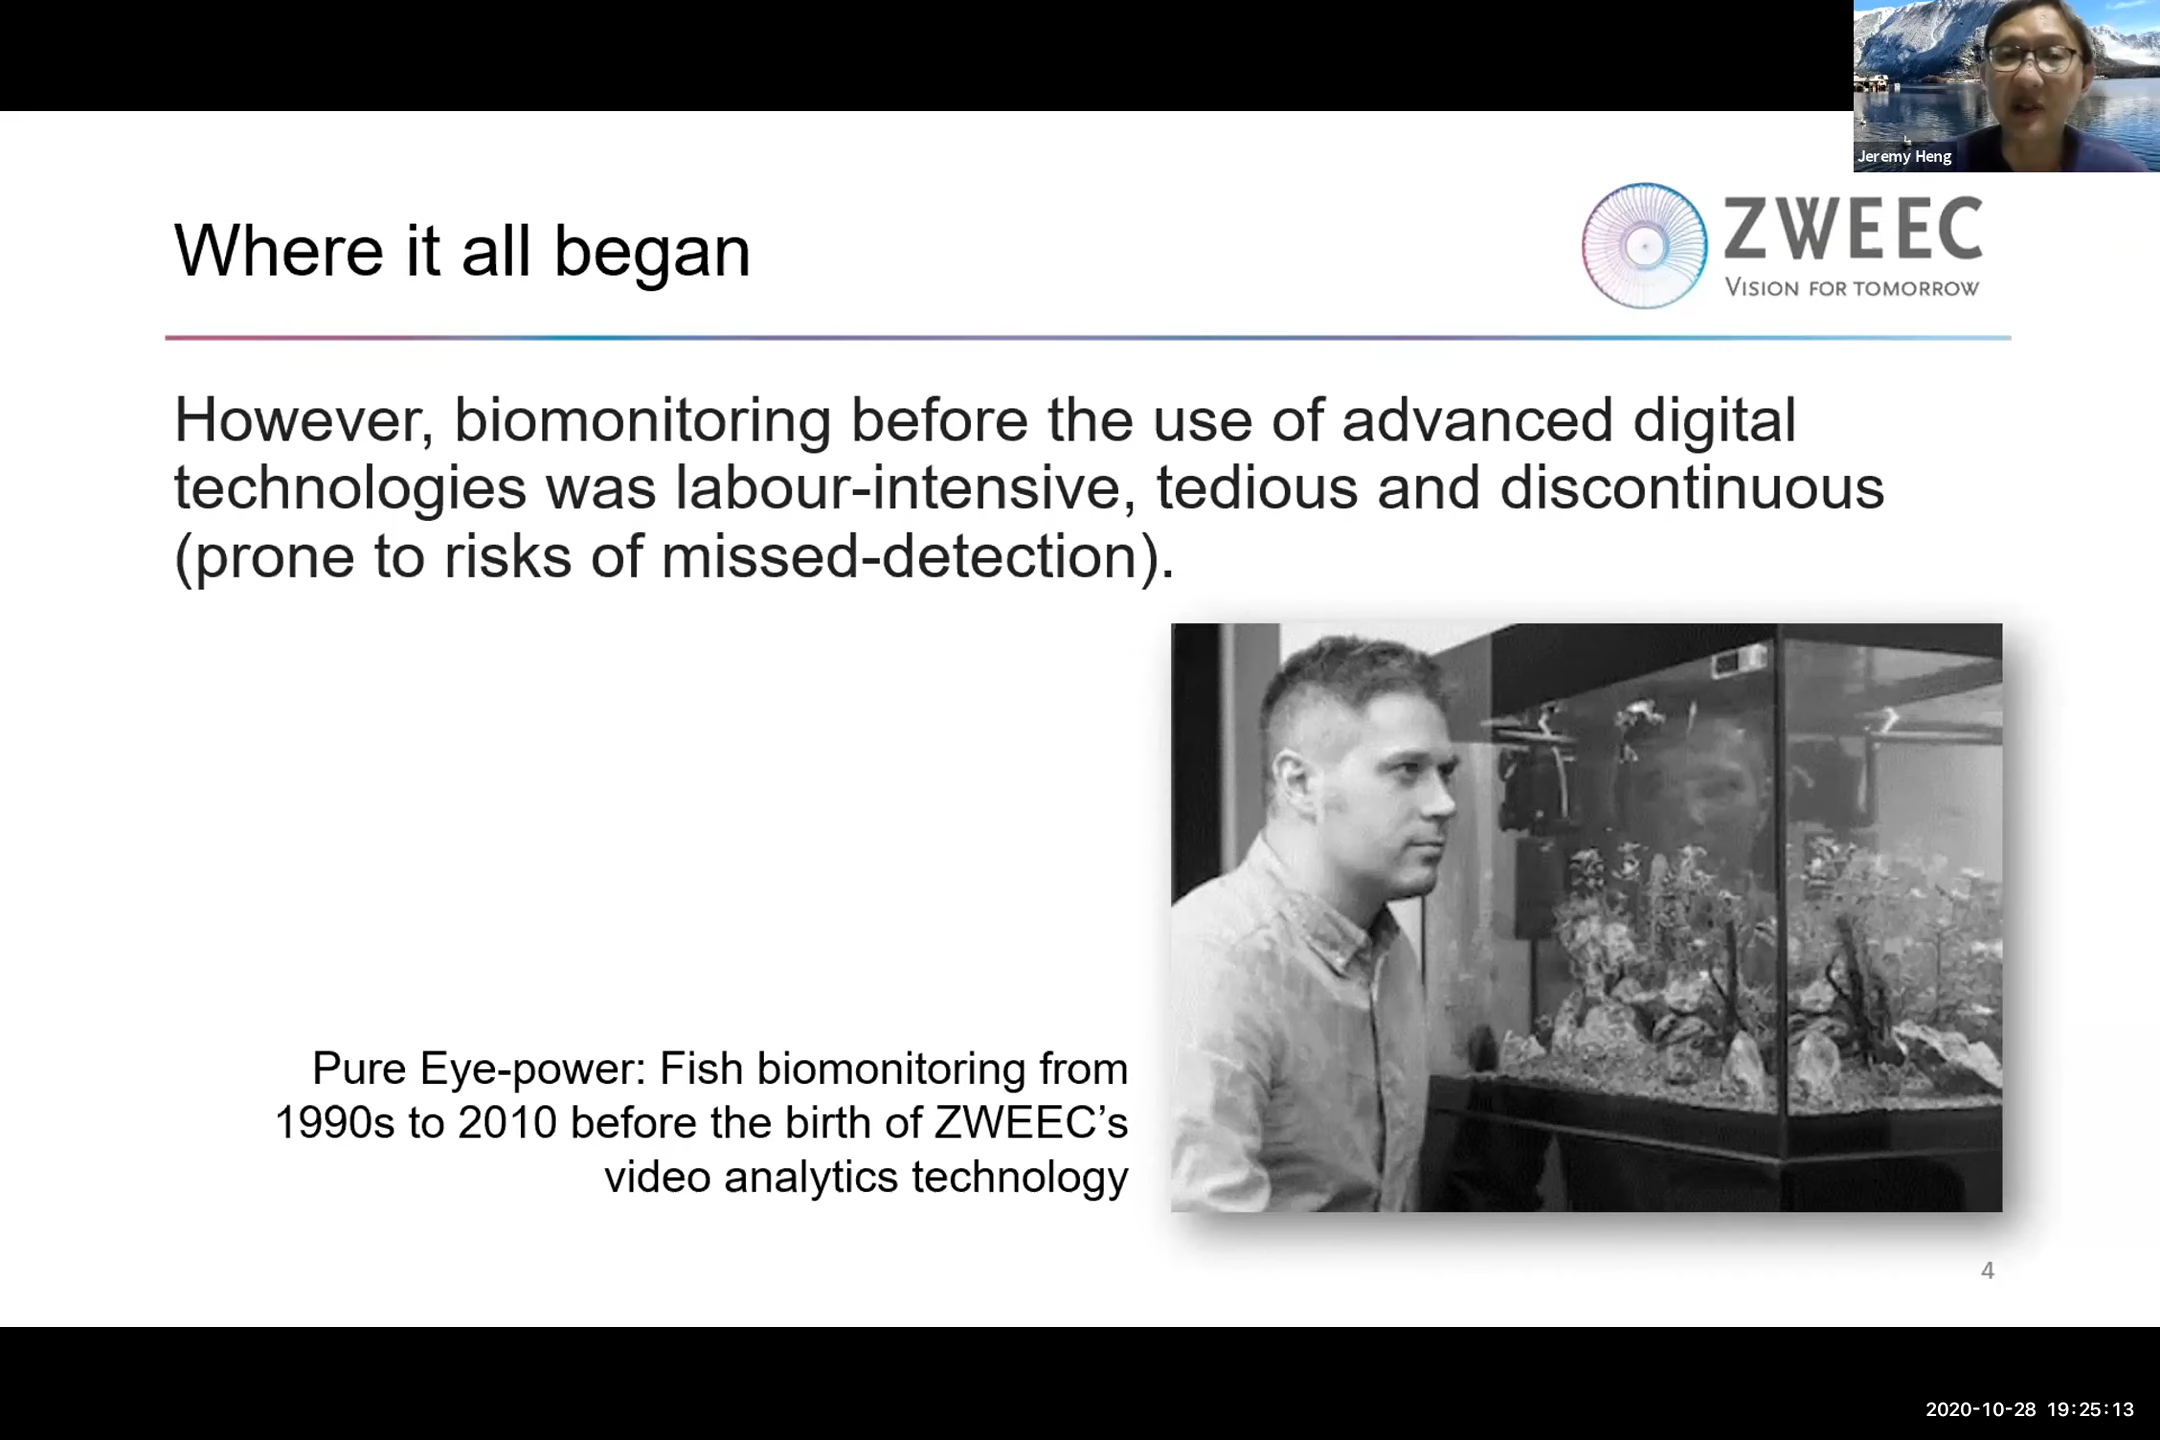 Jeremy Heng
ZWEEC
VISION FOR TOMORROW
Where it all began
However, biomonitoring before the use of advanced digital
technologies was labour-intensive, tedious and discontinuous
(prone to risks of missed-detection).
Pure Eye-power: Fish biomonitoring from
1990s to 2010 before the birth of ZWEEC’s
video analytics technology
4
2020-10-28 19:25:13